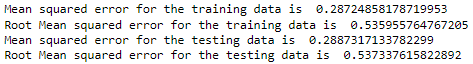 Mean squared error for the training data is  0.28724858178719953
Root Mean squared error for the training data is  0.535955764767205
Mean squared error for the testing data is  0.2887317133782299
Root Mean squared error for the testing data is  0.537337615822892